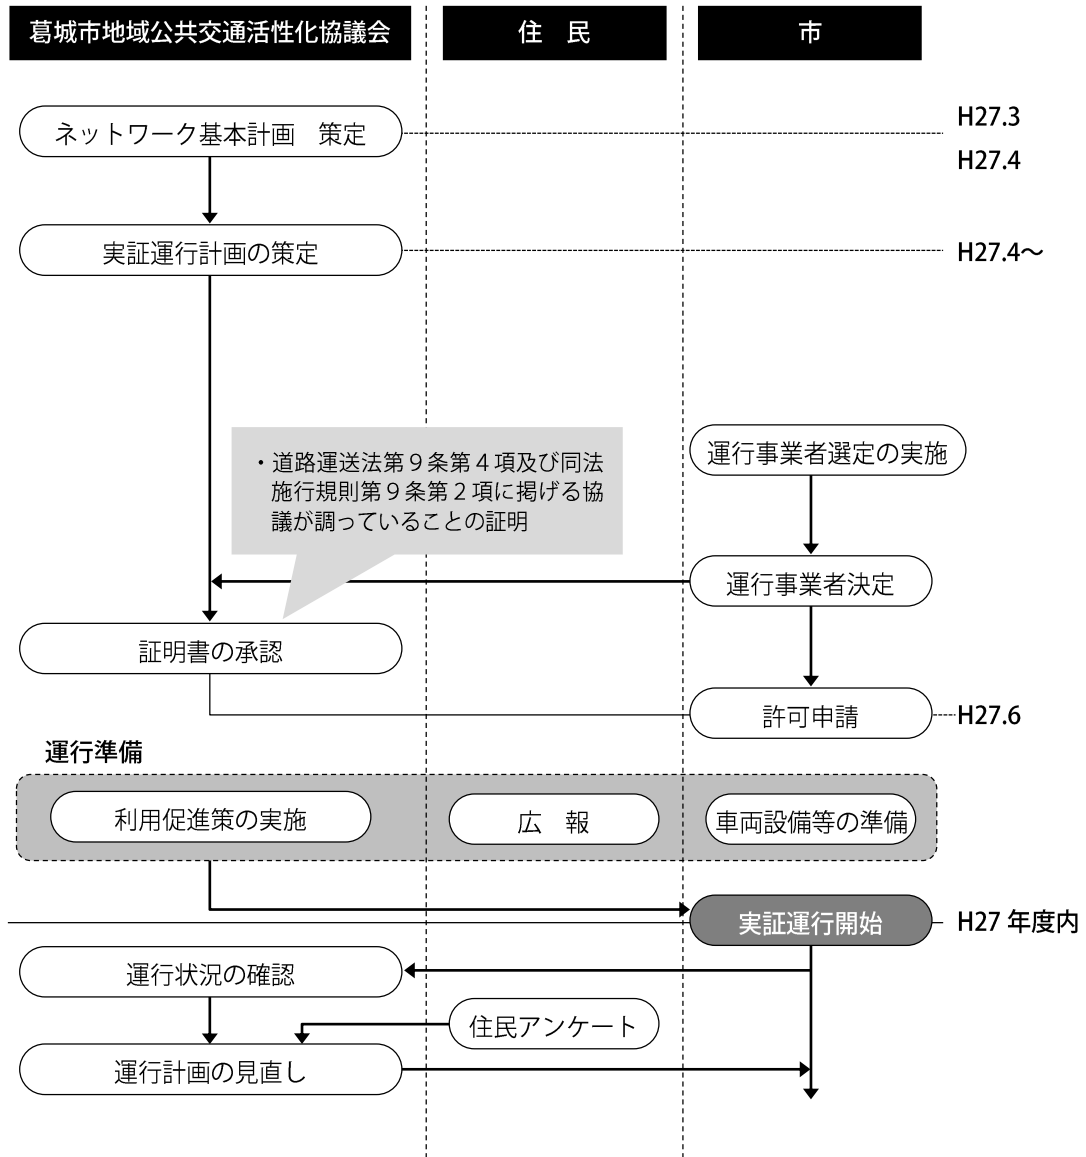 葛城市地域公共交通活性化協議会
住　民
市
ネットワーク基本計画　策定
H27.3
H27.4
実証運行計画の策定
H27.4～
運行事業者選定の実施
・道路運送法第９条第４項及び同法
施行規則第９条第２項に掲げる協
議が調っていることの証明
運行事業者決定
証明書の承認
許可申請
H27.6
運行準備
利用促進策の実施
広　報
車両設備等の準備
実証運行開始
H27 年度内
運行状況の確認
住民アンケート
運行計画の見直し